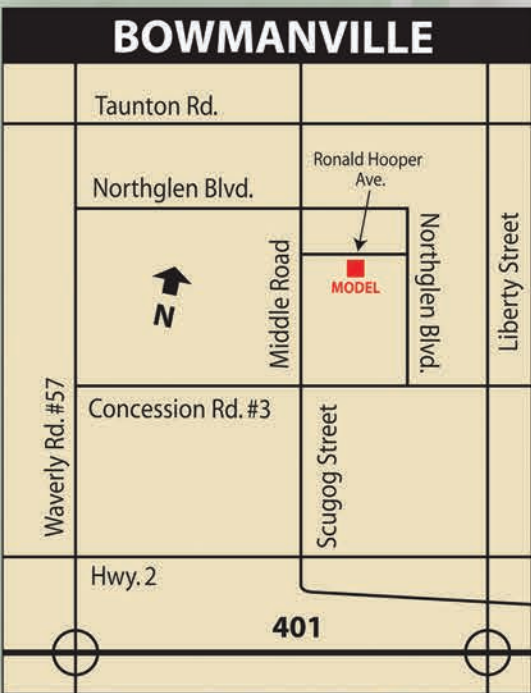 BOWMANVILLE
Taunton Rd.
Ronald Hooper
Ave.
Northglen Blvd.
MODEL
N
Middle Road
Northglen Blvd.
Liberty Street
Waverly Rd. #57
Concession Rd. #3
Scugog Street
Hwy. 2
401